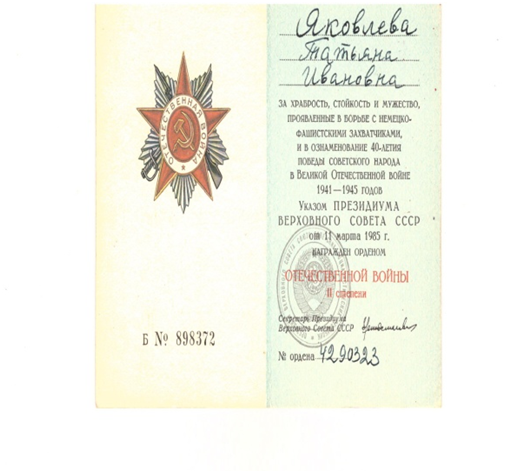 ОТЕЧЕСТВЕННАЯ ВОЙНА
Б № 898372
Яковлева
Татьяна
Ивановна
ЗА ХРАБРОСТЬ, СТОЙКОСТЬ И МУЖЕСТВО,
ПРОЯВЛЕННЫЕ В БОРЬБЕ С НЕМЕЦКО-
ФАШИСТСКИМИ ЗАХВАТЧИКАМИ,
И В ОЗНАМЕНОВАНИЕ 40-ЛЕТИЯ
ПОБЕДЫ СОВЕТСКОГО НАРОДА
В ВЕЛИКОЙ ОТЕЧЕСТВЕННОЙ ВОЙНЕ
1941—1945 ГОДОВ
УКАЗОМ ПРЕЗИДИУМА
ВЕРХОВНОГО СОВЕТА СССР
от 11 марта 1985 г.
НАГРАЖДЕН ОРДЕНОМ
ОТЕЧЕСТВЕННОЙ ВОЙНЫ
II степени
Секретарь Президиума
Верховного Совета СССР
№ ордена 4290323